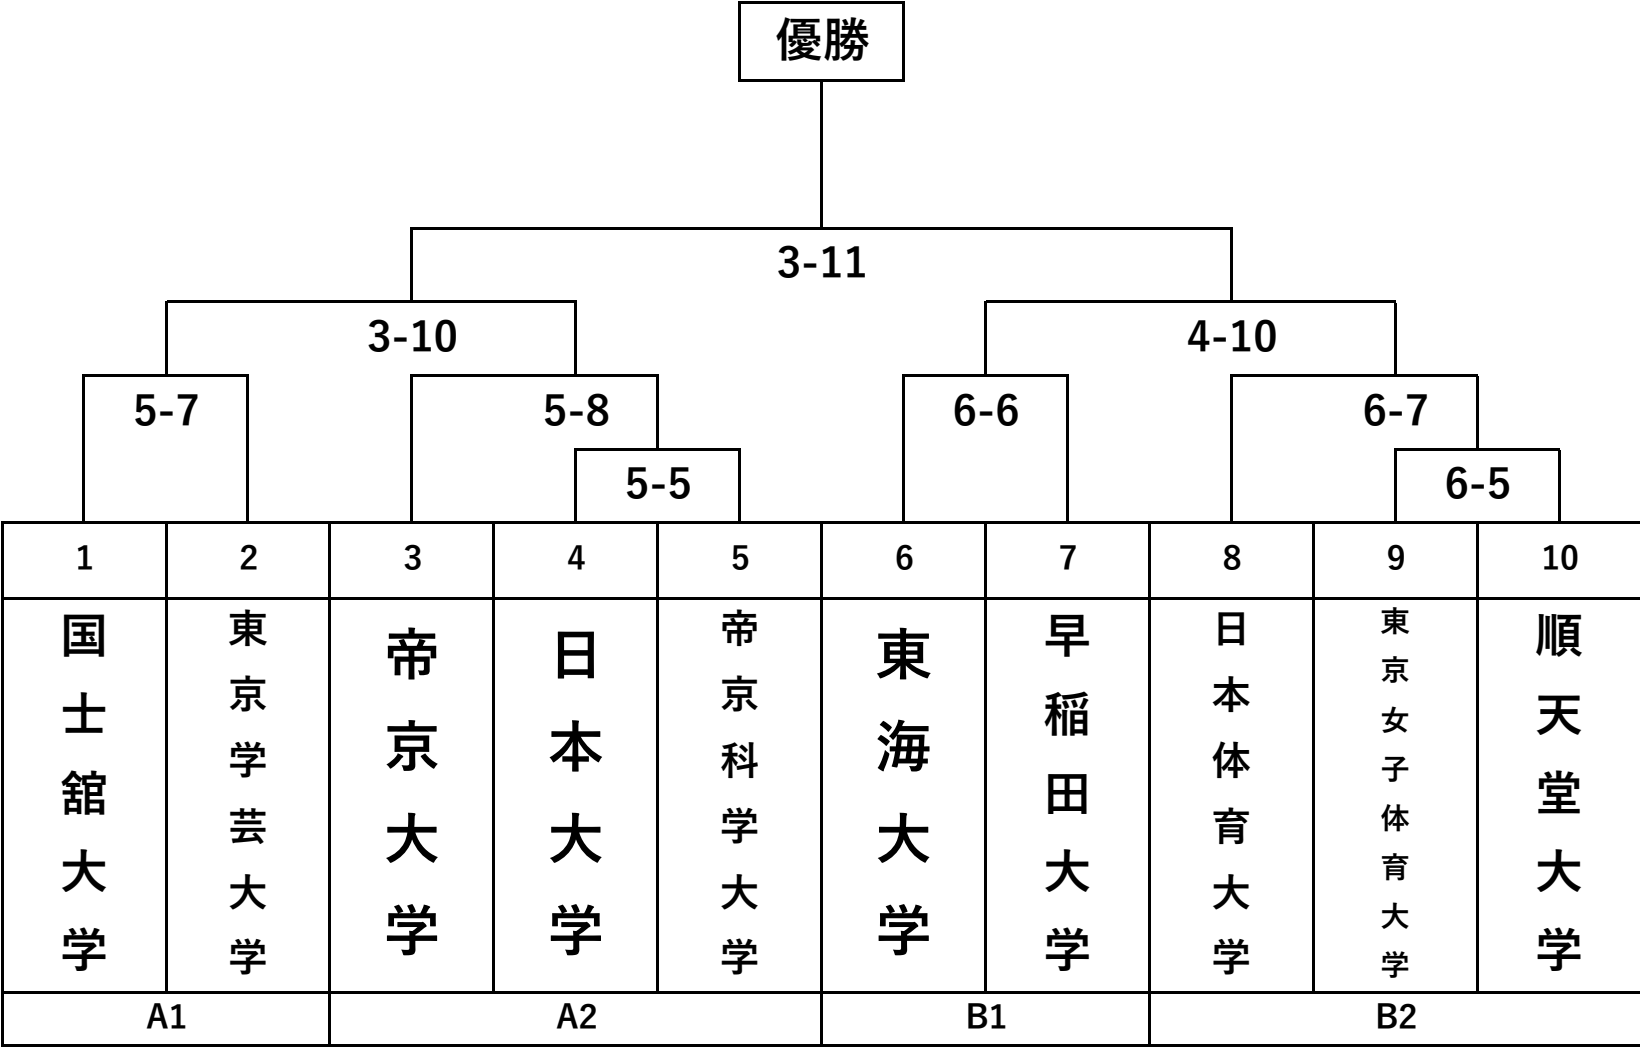 優勝
3-11
3-10
4-10
5-7
5-8
6-6
6-7
5-5
6-5
1
2
3
4
5
6
7
8
9
10
国士舘大学
東京学芸大学
帝京大学
日本大学
帝京科学大学
東海大学
早稲田大学
日本体育大学
東京女子体育大学
順天堂大学
A1
A2
B1
B2